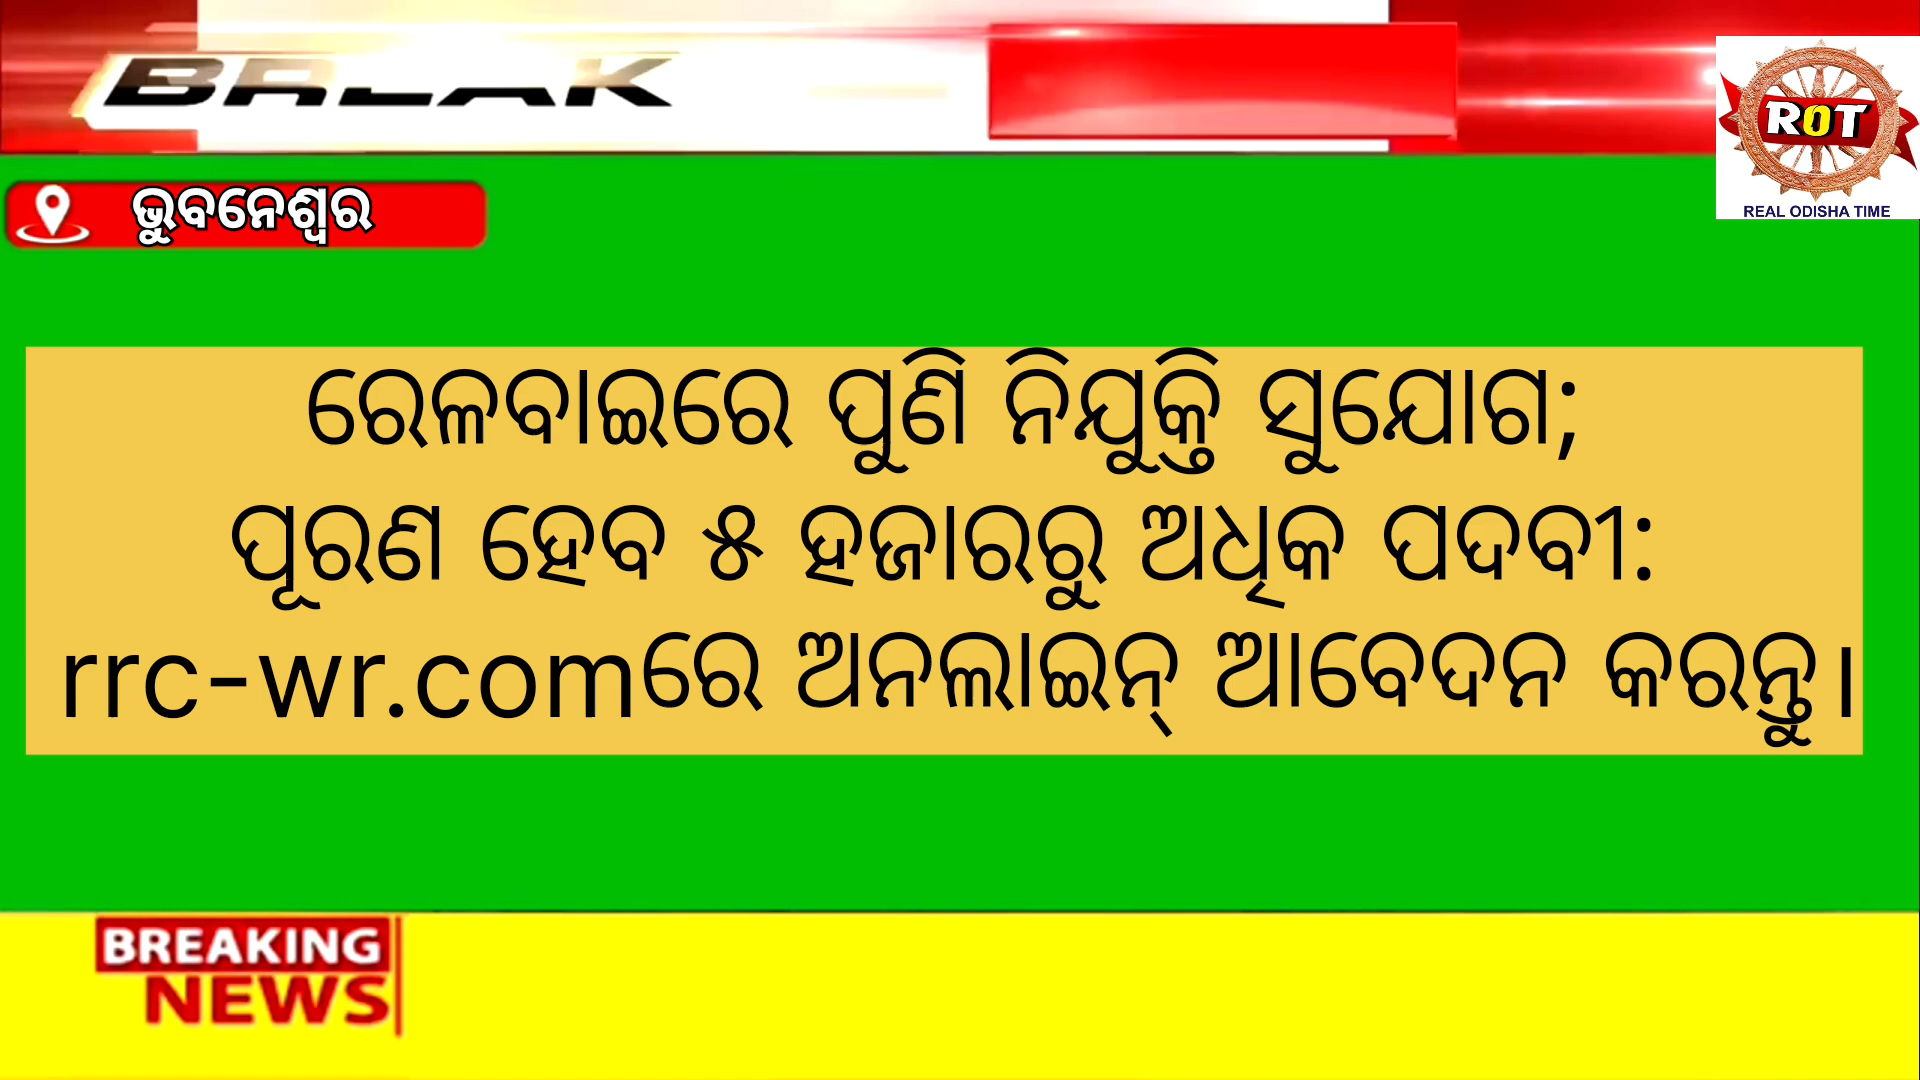 BREAK
ROT
REAL ODISHA TIME
ଭୁବନେଶ୍ୱର
ରେଳବାଇରେ ପୁଣି ନିଯୁକ୍ତି ସୁଯୋଗ;
ପୂରଣ ହେବ ୫ ହଜାରରୁ ଅଧିକ ପଦବୀ:
rrc-wr.comରେ ଅନଲାଇନ୍ ଆବେଦନ କରନ୍ତୁ।
BREAKING
NEWS